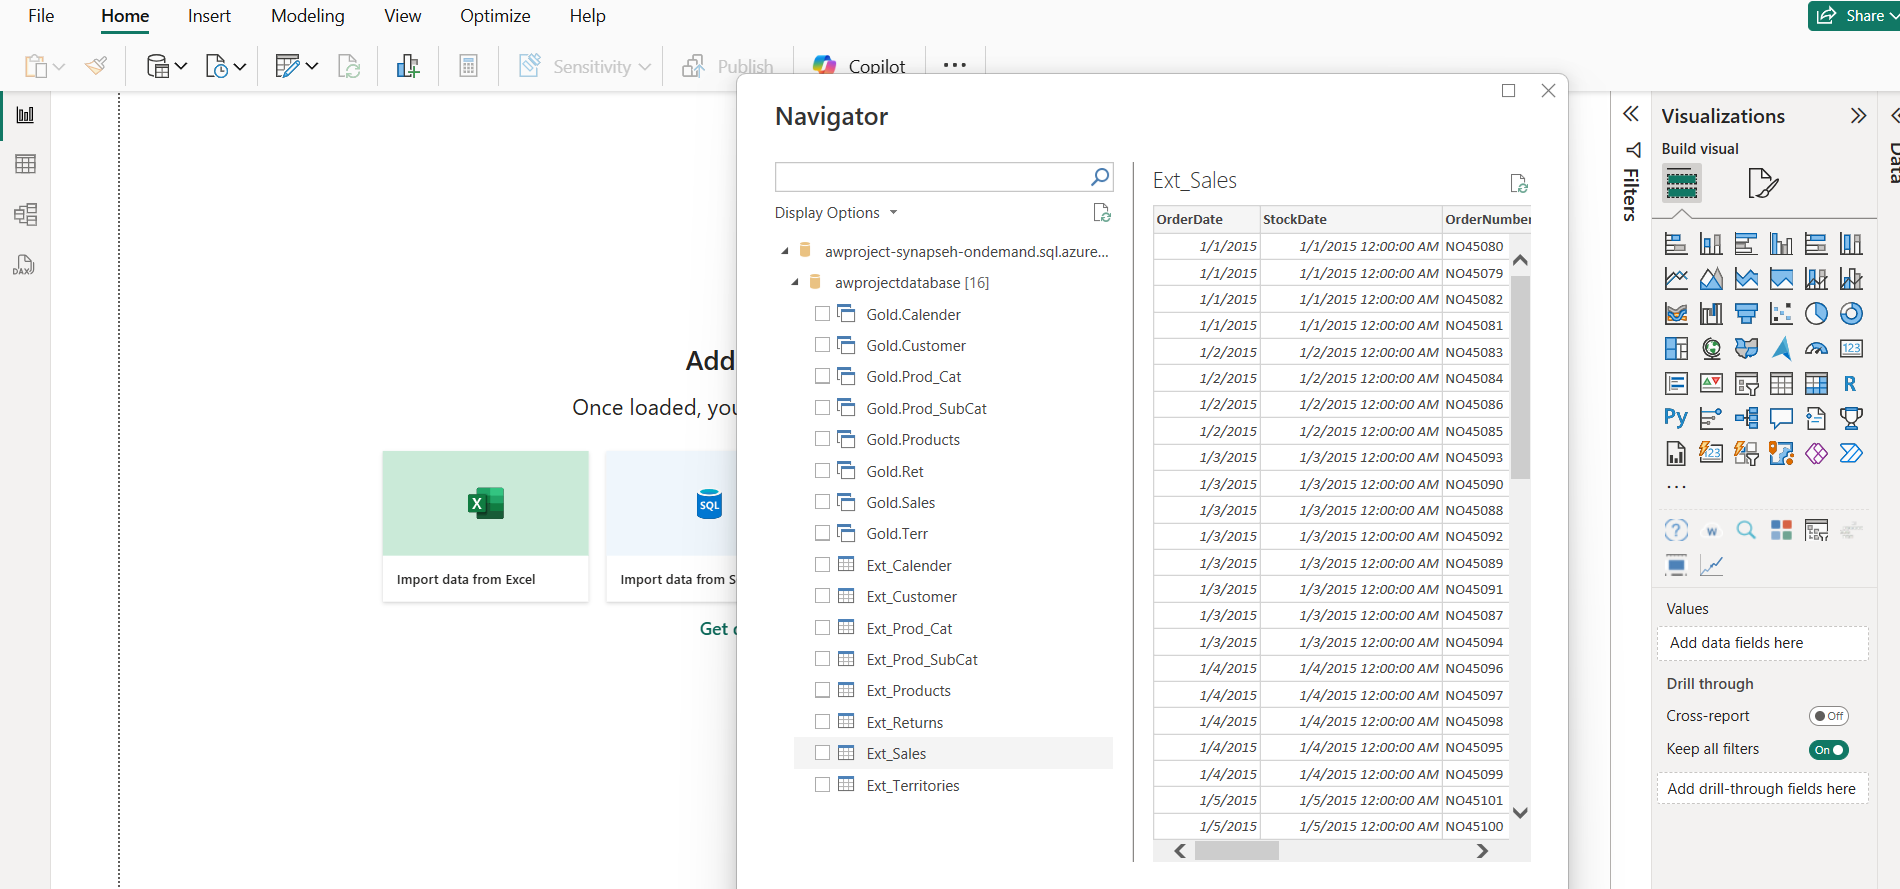 File Home Insert Modeling View Optimize Help
Share
Sensitivity Publish Copilot
Navigator
Display Options
awproject-synapseh-ondemand.sql.azure...
awprojectdatabase [16]
Gold.Calender
Gold.Customer
Gold.Prod_Cat
Gold.Prod_SubCat
Gold.Products
Gold.Ret
Gold.Sales
Gold.Terr
Ext_Calender
Ext_Customer
Ext_Prod_Cat
Ext_Prod_SubCat
Ext_Products
Ext_Returns
Ext_Sales
Ext_Territories
Ext_Sales
OrderDate StockDate OrderNumber
1/1/2015 1/1/2015 12:00:00 AM NO45080
1/1/2015 1/1/2015 12:00:00 AM NO45079
1/1/2015 1/1/2015 12:00:00 AM NO45082
1/1/2015 1/1/2015 12:00:00 AM NO45081
1/2/2015 1/2/2015 12:00:00 AM NO45083
1/2/2015 1/2/2015 12:00:00 AM NO45084
1/2/2015 1/2/2015 12:00:00 AM NO45086
1/2/2015 1/2/2015 12:00:00 AM NO45085
1/3/2015 1/3/2015 12:00:00 AM NO45093
1/3/2015 1/3/2015 12:00:00 AM NO45090
1/3/2015 1/3/2015 12:00:00 AM NO45088
1/3/2015 1/3/2015 12:00:00 AM NO45092
1/3/2015 1/3/2015 12:00:00 AM NO45089
1/3/2015 1/3/2015 12:00:00 AM NO45091
1/3/2015 1/3/2015 12:00:00 AM NO45087
1/3/2015 1/3/2015 12:00:00 AM NO45094
1/4/2015 1/4/2015 12:00:00 AM NO45096
1/4/2015 1/4/2015 12:00:00 AM NO45097
1/4/2015 1/4/2015 12:00:00 AM NO45098
1/4/2015 1/4/2015 12:00:00 AM NO45095
1/4/2015 1/4/2015 12:00:00 AM NO45099
1/5/2015 1/5/2015 12:00:00 AM NO45101
1/5/2015 1/5/2015 12:00:00 AM NO45100
Add
Once loaded, you
X
SQL
Import data from Excel
Import data from S
Get
DAX
Filters
Visualizations
Build visual
123
R
Py
123
W
Values
Add data fields here
Drill through
Cross-report Off
Keep all filters On
Add drill-through fields here
Data